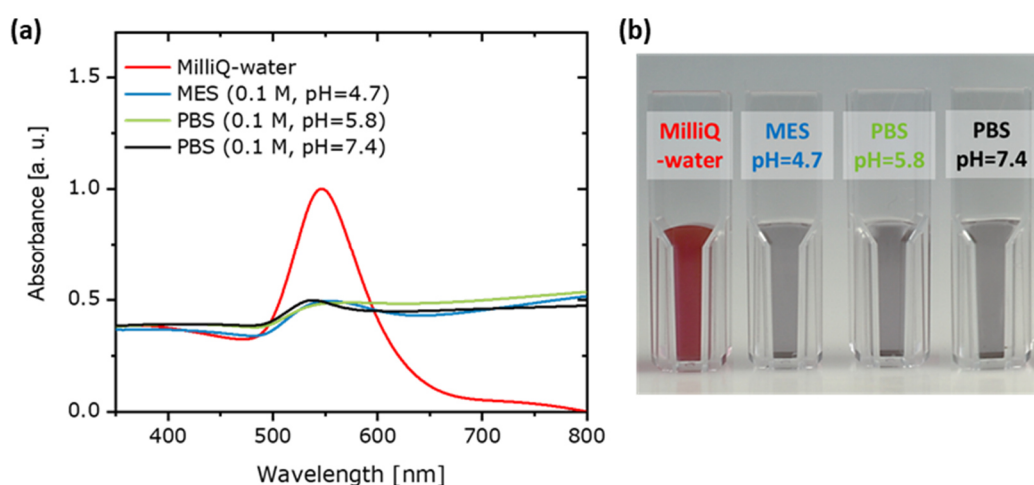 (a)
1.5
1.0
0.5
0.0
Absorbance [a. u.]
MilliQ-water
MES (0.1 M, pH=4.7)
PBS (0.1 M, pH=5.8)
PBS (0.1 M, pH=7.4)
400
500
600
700
800
Wavelength [nm]
(b)
MilliQ
-water
MES
pH=4.7
PBS
pH=5.8
PBS
pH=7.4